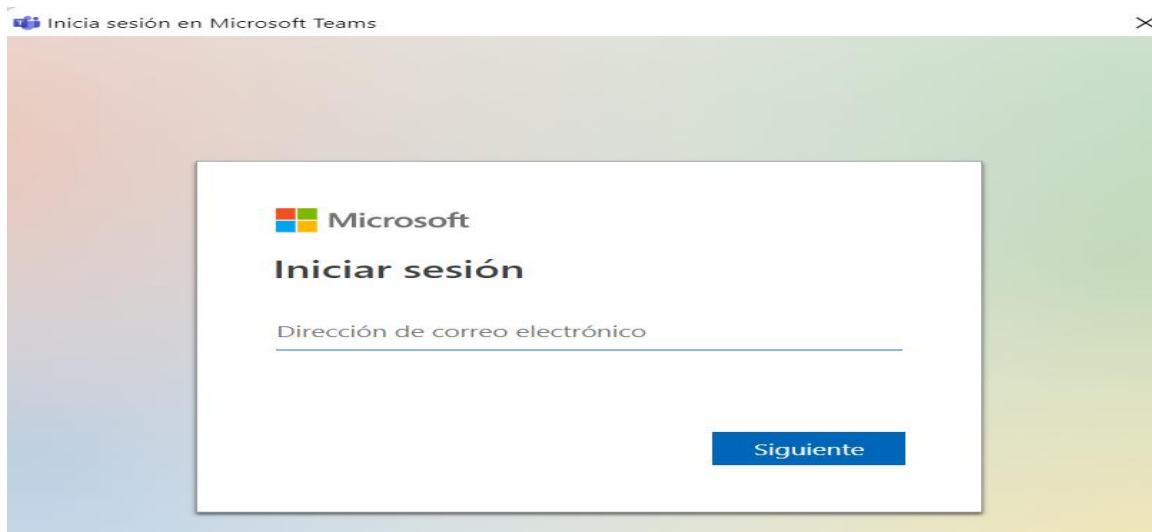 Inicia sesión en Microsoft Teams
Microsoft
Iniciar sesión
Dirección de correo electrónico
Siguiente